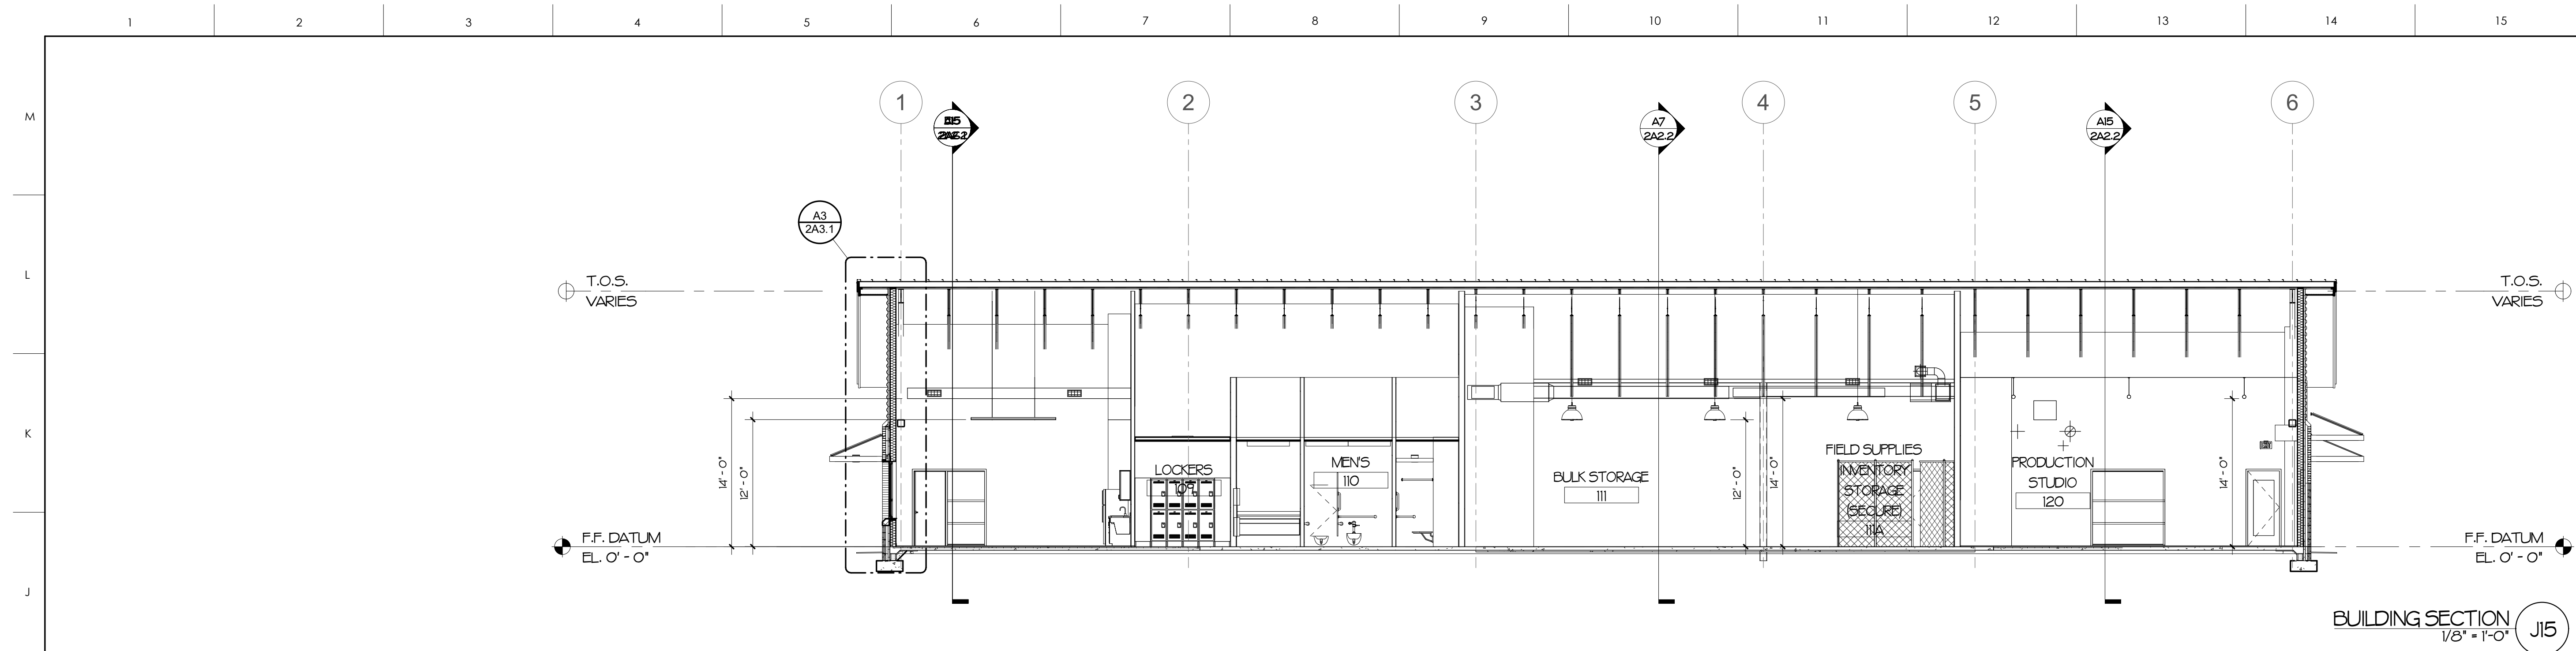 1 2 3 4 5 6 7 8 9 10 11 12 13 14 15
M
L
K
J
1 2 3 4 5 6
A7
2A2.2
A15
2A2.2
A3
2A3.1
T.O.S.
VARIES
T.O.S.
VARIES
14' - 0"
12' - 0"
LOCKERS
109
MEN'S
110
BULK STORAGE
111
12' - 0"
14' - 0"
FIELD SUPPLIES
INVENTORY
STORAGE
(SECURE)
111A
PRODUCTION
STUDIO
120
14' - 0"
F.F. DATUM
EL. 0' - 0"
F.F. DATUM
EL. 0' - 0"
BUILDING SECTION
1/8" = 1'-0"
J15